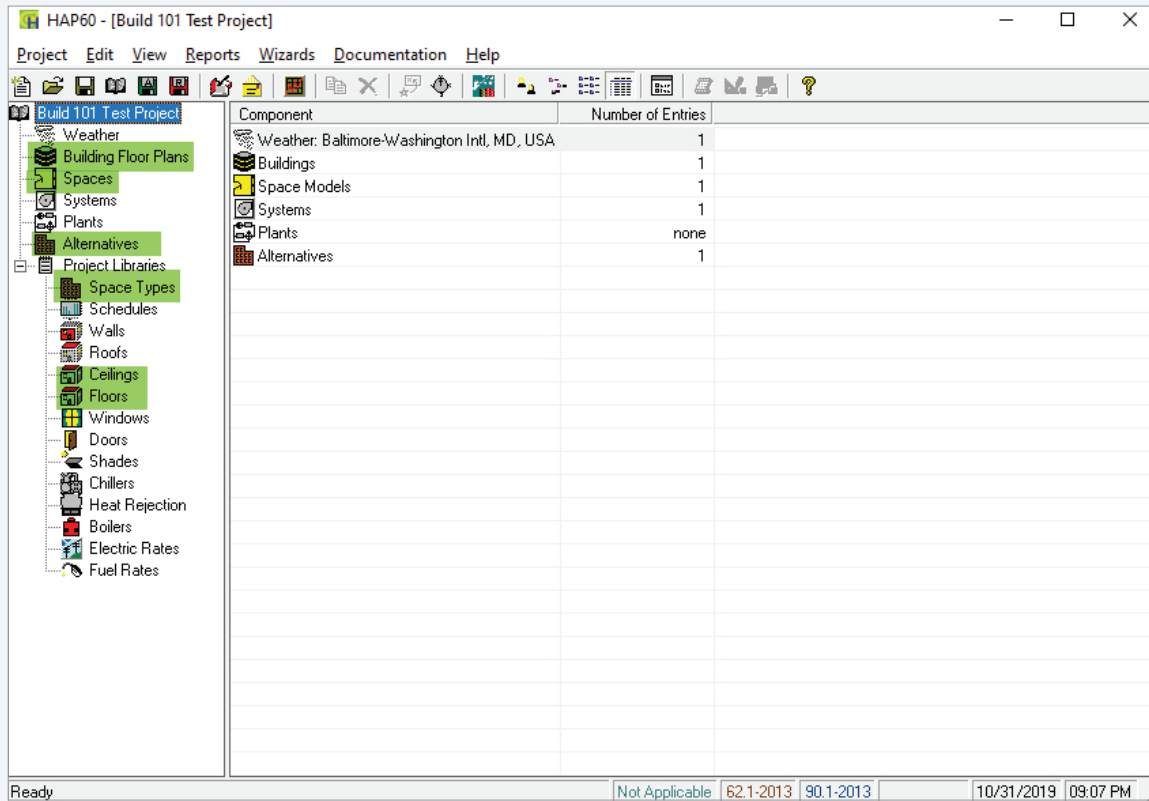 HAP60 - [Build 101 Test Project]
Project Edit View Reports Wizards Documentation Help
Build 101 Test Project
Weather
Building Floor Plans
Spaces
Systems
Plants
Alternatives
Project Libraries
Space Types
Schedules
Walls
Roofs
Ceilings
Floors
Windows
Doors
Shades
Chillers
Heat Rejection
Boilers
Electric Rates
Fuel Rates
Component Number of Entries
Weather: Baltimore-Washington Intl, MD, USA 1
Buildings 1
Space Models 1
Systems 1
Plants none
Alternatives 1
Ready Not Applicable 62.1-2013 90.1-2013 10/31/2019 09:07 PM